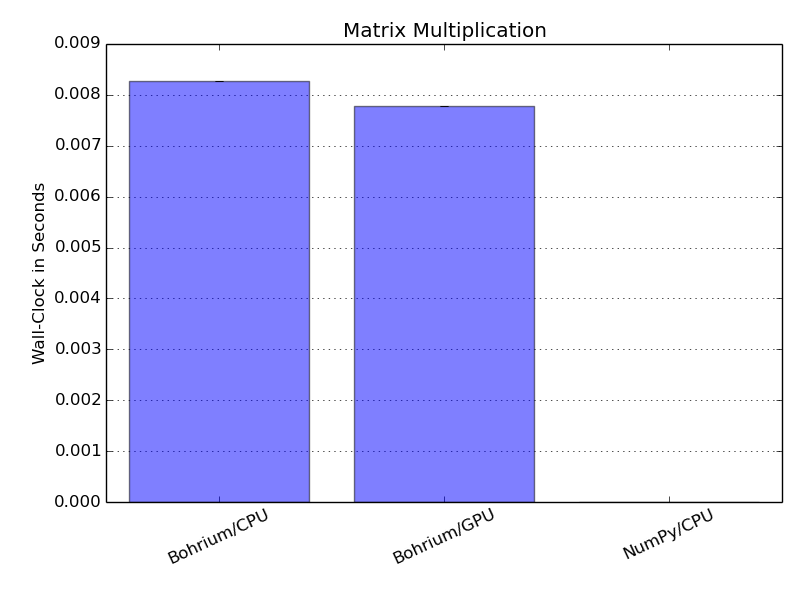 Matrix Multiplication
0.009
0.008
0.007
0.006
0.005
0.004
0.003
0.002
0.001
0.000
Wall-Clock in Seconds
Bohrium/CPU
Bohrium/GPU
NumPy/CPU